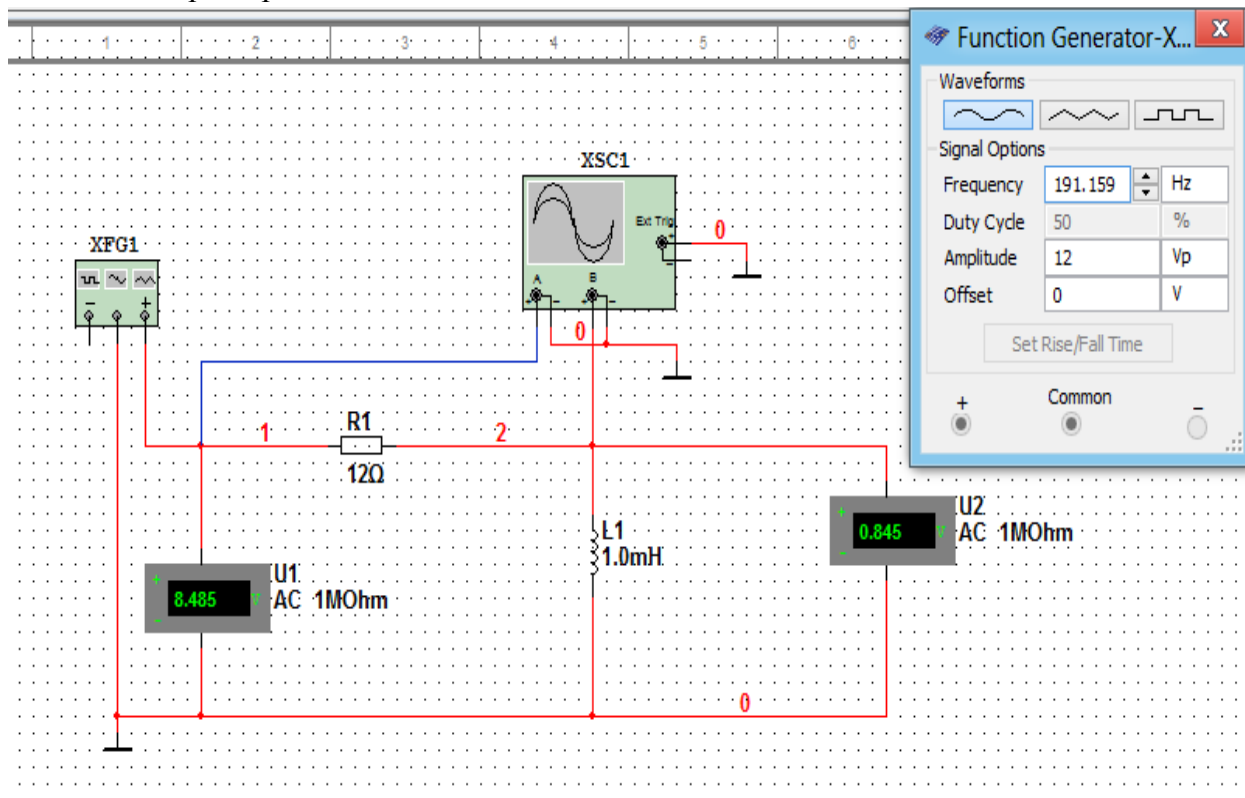 1 2 3 4 5 6
Function Generator-X... X
Waveforms
Signal Options
Frequency 191.159 Hz
Duty Cycle 50 %
Amplitude 12 Vp
Offset 0 V
Set Rise/Fall Time
+ Common −
XSC1
Ext Trig
+
−
0
A B
+ − + −
0
XFG1
− +
1
R1
12Ω
2
L1
1.0mH
U2
+
0.845 V
−
AC 1MOhm
U1
+
8.485 V
−
AC 1MOhm
0